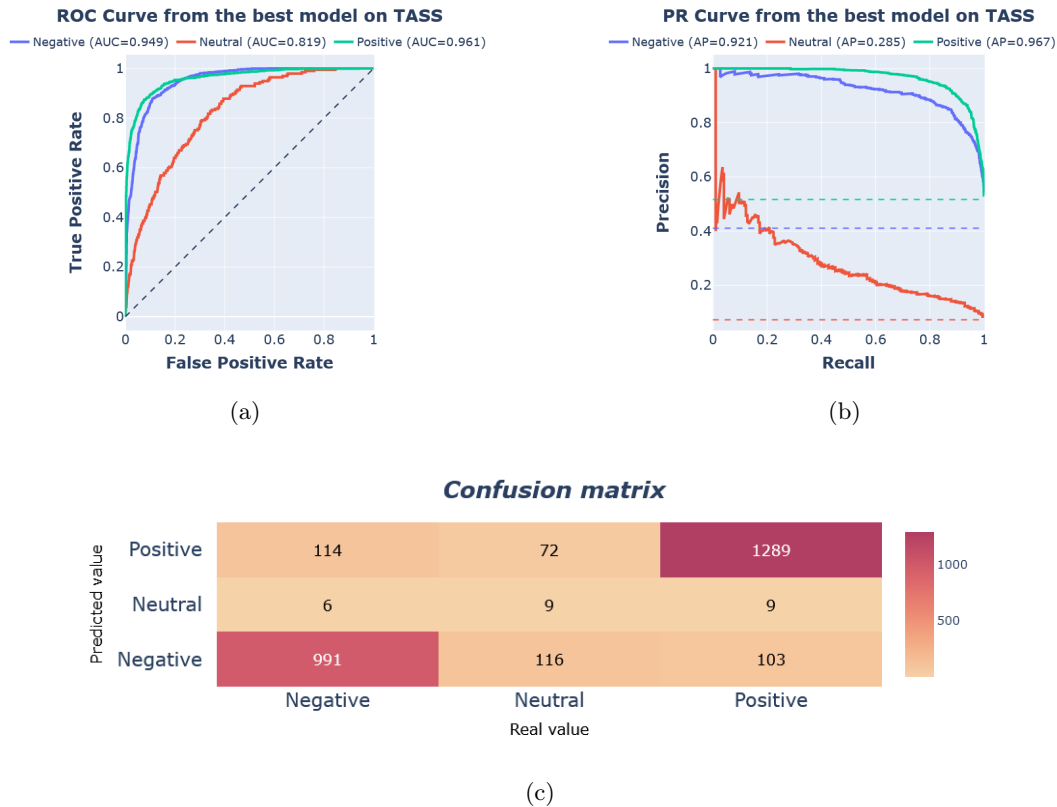 ROC Curve from the best model on TASS
Negative (AUC=0.949) Neutral (AUC=0.819) Positive (AUC=0.961)
1
0.8
0.6
0.4
0.2
0
True Positive Rate
0 0.2 0.4 0.6 0.8 1
False Positive Rate
(a)
PR Curve from the best model on TASS
Negative (AP=0.921) Neutral (AP=0.285) Positive (AP=0.967)
1
0.8
0.6
0.4
0.2
Precision
0 0.2 0.4 0.6 0.8 1
Recall
(b)
Confusion matrix
Predicted value
Positive 114 72 1289
Neutral 6 9 9
Negative 991 116 103
Negative Neutral Positive
Real value
1000
500
(c)